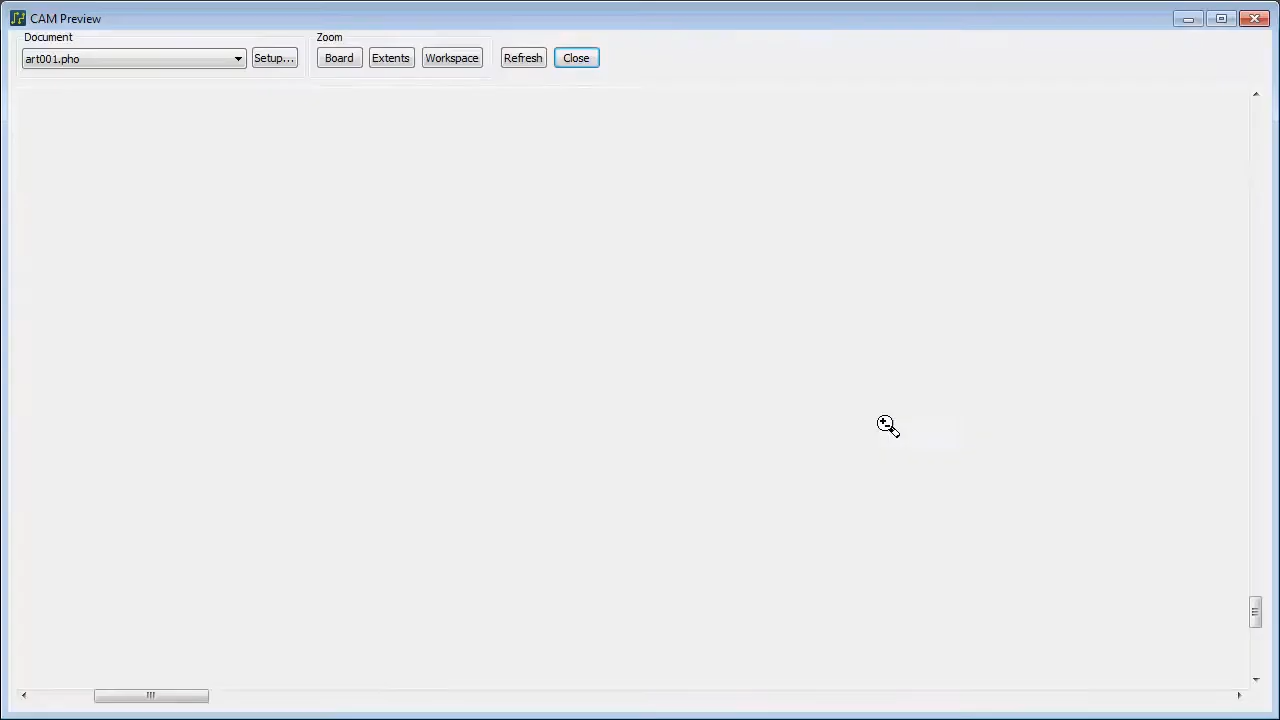 CAM Preview
Document
Zoom
art001.pho
Setup...
Board
Extents
Workspace
Refresh
Close